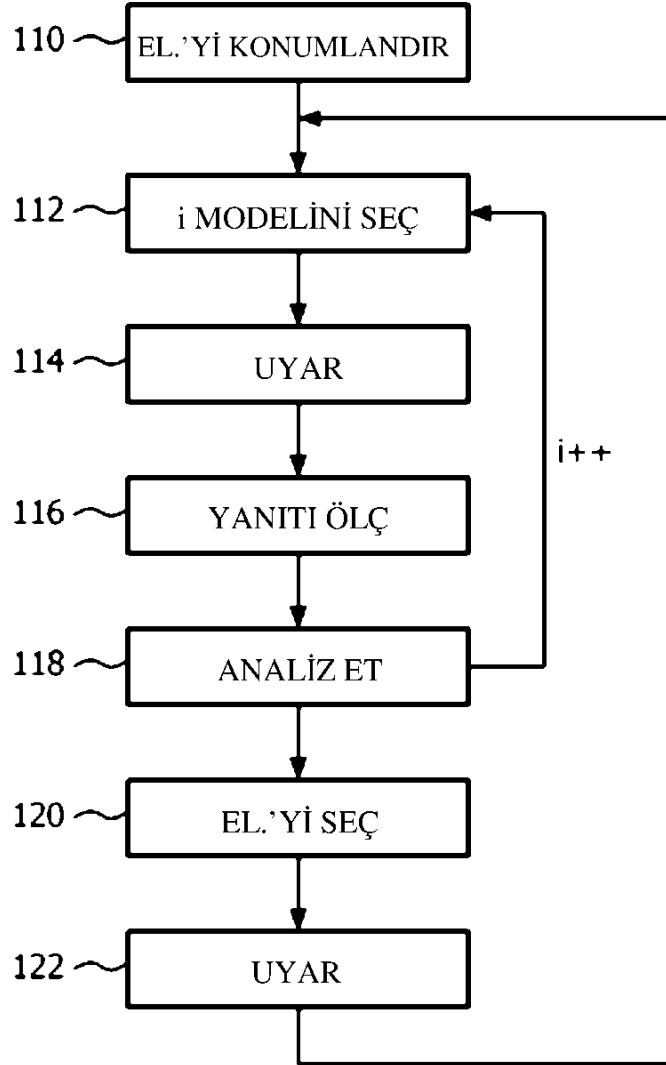 110 EL.’Yİ KONUMLANDIR
112 i MODELİNİ SEÇ
114 UYAR
i++
116 YANITI ÖLÇ
118 ANALİZ ET
120 EL.’Yİ SEÇ
122 UYAR